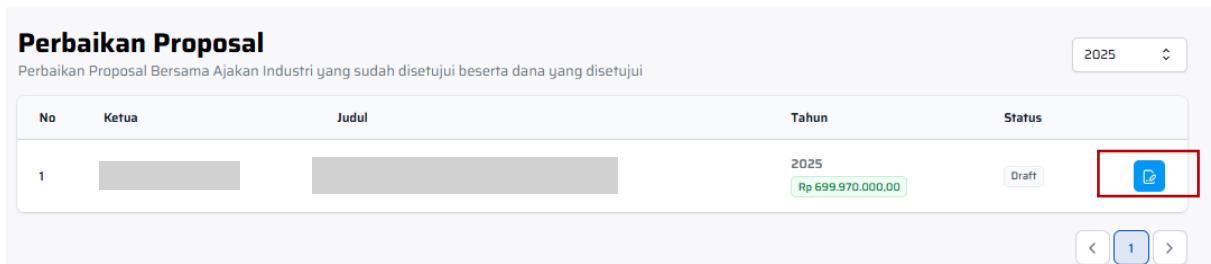 Perbaikan Proposal
2025
Perbaikan Proposal Bersama Ajakan Industri yang sudah disetujui beserta dana yang disetujui
No Ketua Judul Tahun Status
1 2025 Draft
Rp 699.970.000,00
1